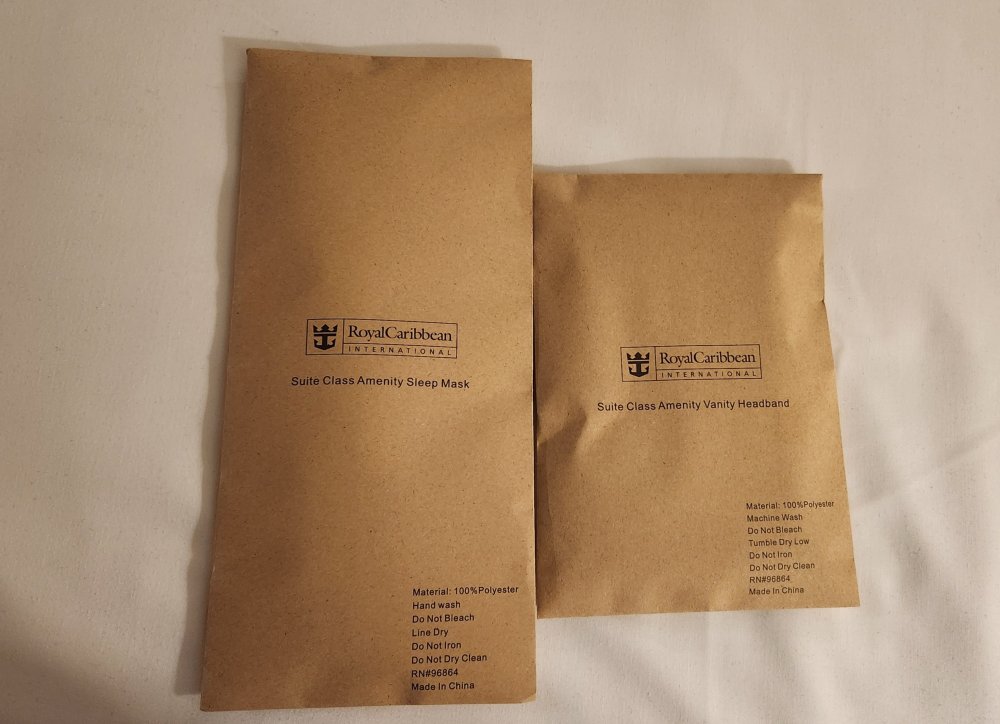 RoyalCaribbean
INTERNATIONAL
Suite Class Amenity Sleep Mask
Material: 100%Polyester
Hand wash
Do Not Bleach
Line Dry
Do Not Iron
Do Not Dry Clean
RN#96864
Made In China
RoyalCaribbean
INTERNATIONAL
Suite Class Amenity Vanity Headband
Material: 100%Polyester
Machine Wash
Do Not Bleach
Tumble Dry Low
Do Not Iron
Do Not Dry Clean
RN#96864
Made In China